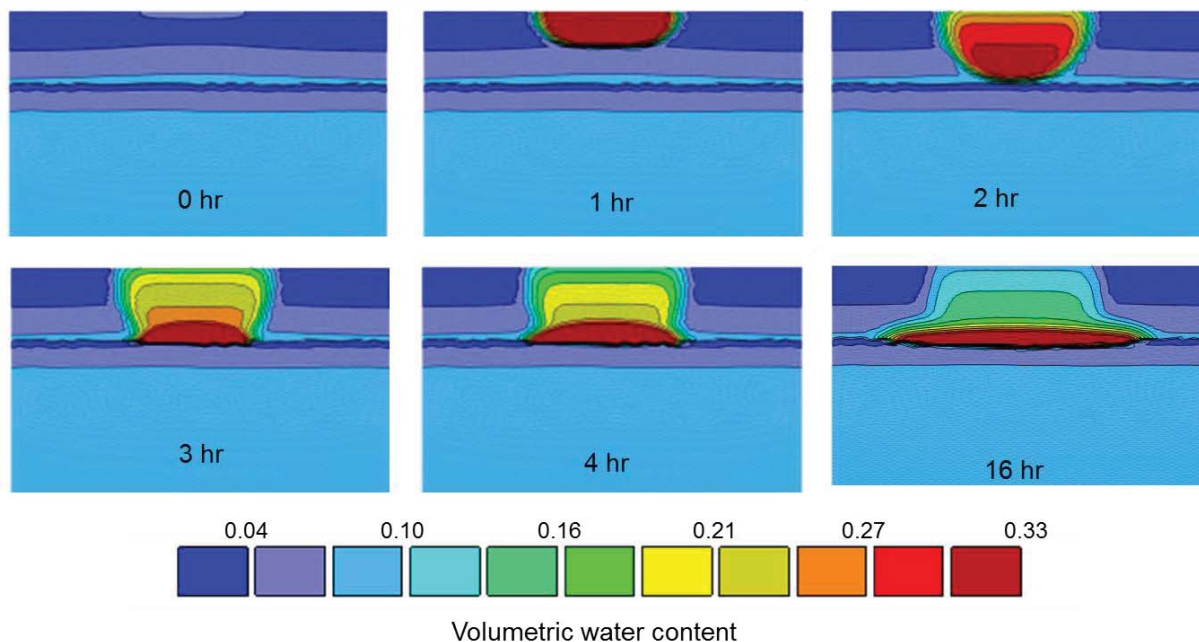 0 hr
1 hr
2 hr
3 hr
4 hr
16 hr
0.04 0.10 0.16 0.21 0.27 0.33
Volumetric water content